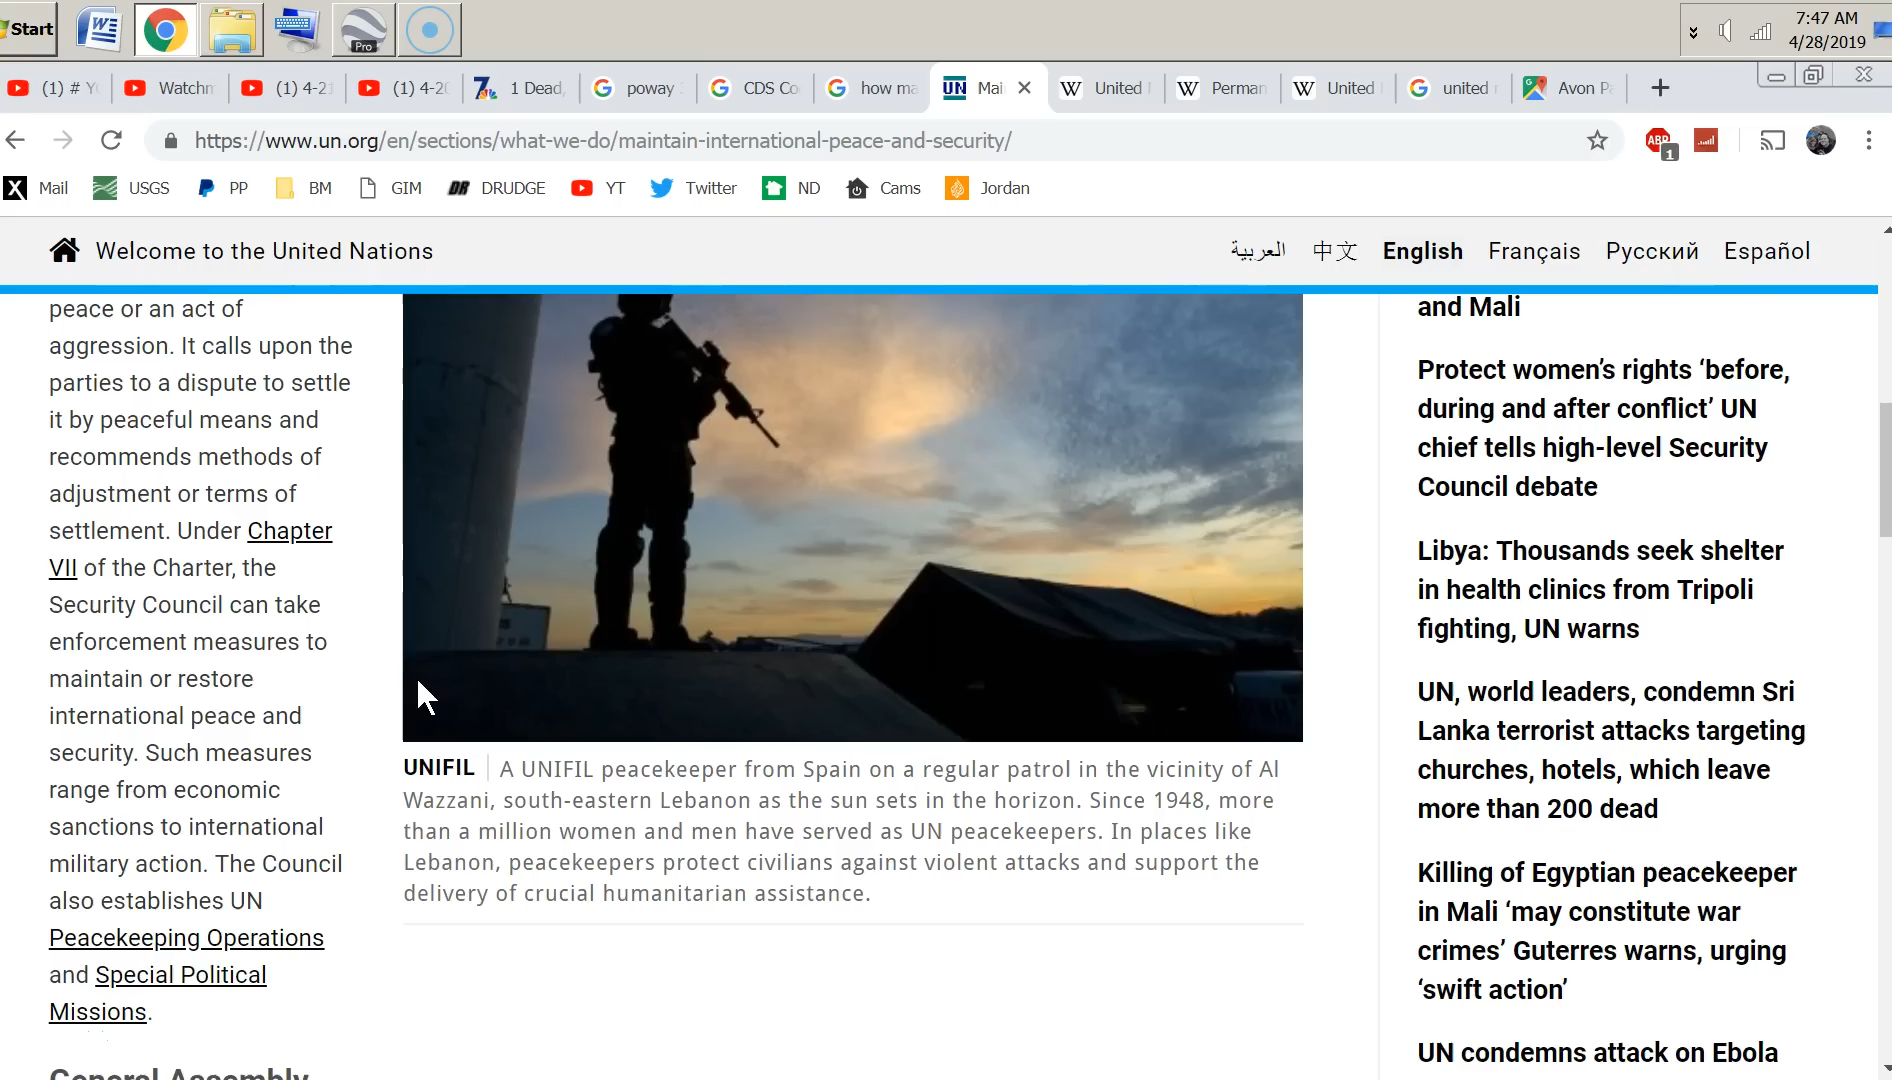 Start
Pro
7:47 AM
4/28/2019
(1) # Y
Watchm
(1) 4-2
(1) 4-20
1 Dead,
poway
CDS Co
how ma
UN Mai
United
Perman
United
united
Avon Pa
https://www.un.org/en/sections/what-we-do/maintain-international-peace-and-security/
ABP
1
X Mail
USGS
PP
BM
GIM
DR DRUDGE
YT
Twitter
ND
Cams
Jordan
Welcome to the United Nations
العربية
中文
English
Français
Русский
Español
peace or an act of
aggression. It calls upon the
parties to a dispute to settle
it by peaceful means and
recommends methods of
adjustment or terms of
settlement. Under Chapter
VII of the Charter, the
Security Council can take
enforcement measures to
maintain or restore
international peace and
security. Such measures
range from economic
sanctions to international
military action. The Council
also establishes UN
Peacekeeping Operations
and Special Political
Missions.
General Assembly
UNIFIL
A UNIFIL peacekeeper from Spain on a regular patrol in the vicinity of Al
Wazzani, south-eastern Lebanon as the sun sets in the horizon. Since 1948, more
than a million women and men have served as UN peacekeepers. In places like
Lebanon, peacekeepers protect civilians against violent attacks and support the
delivery of crucial humanitarian assistance.
and Mali
Protect women’s rights ‘before,
during and after conflict’ UN
chief tells high-level Security
Council debate
Libya: Thousands seek shelter
in health clinics from Tripoli
fighting, UN warns
UN, world leaders, condemn Sri
Lanka terrorist attacks targeting
churches, hotels, which leave
more than 200 dead
Killing of Egyptian peacekeeper
in Mali ‘may constitute war
crimes’ Guterres warns, urging
‘swift action’
UN condemns attack on Ebola